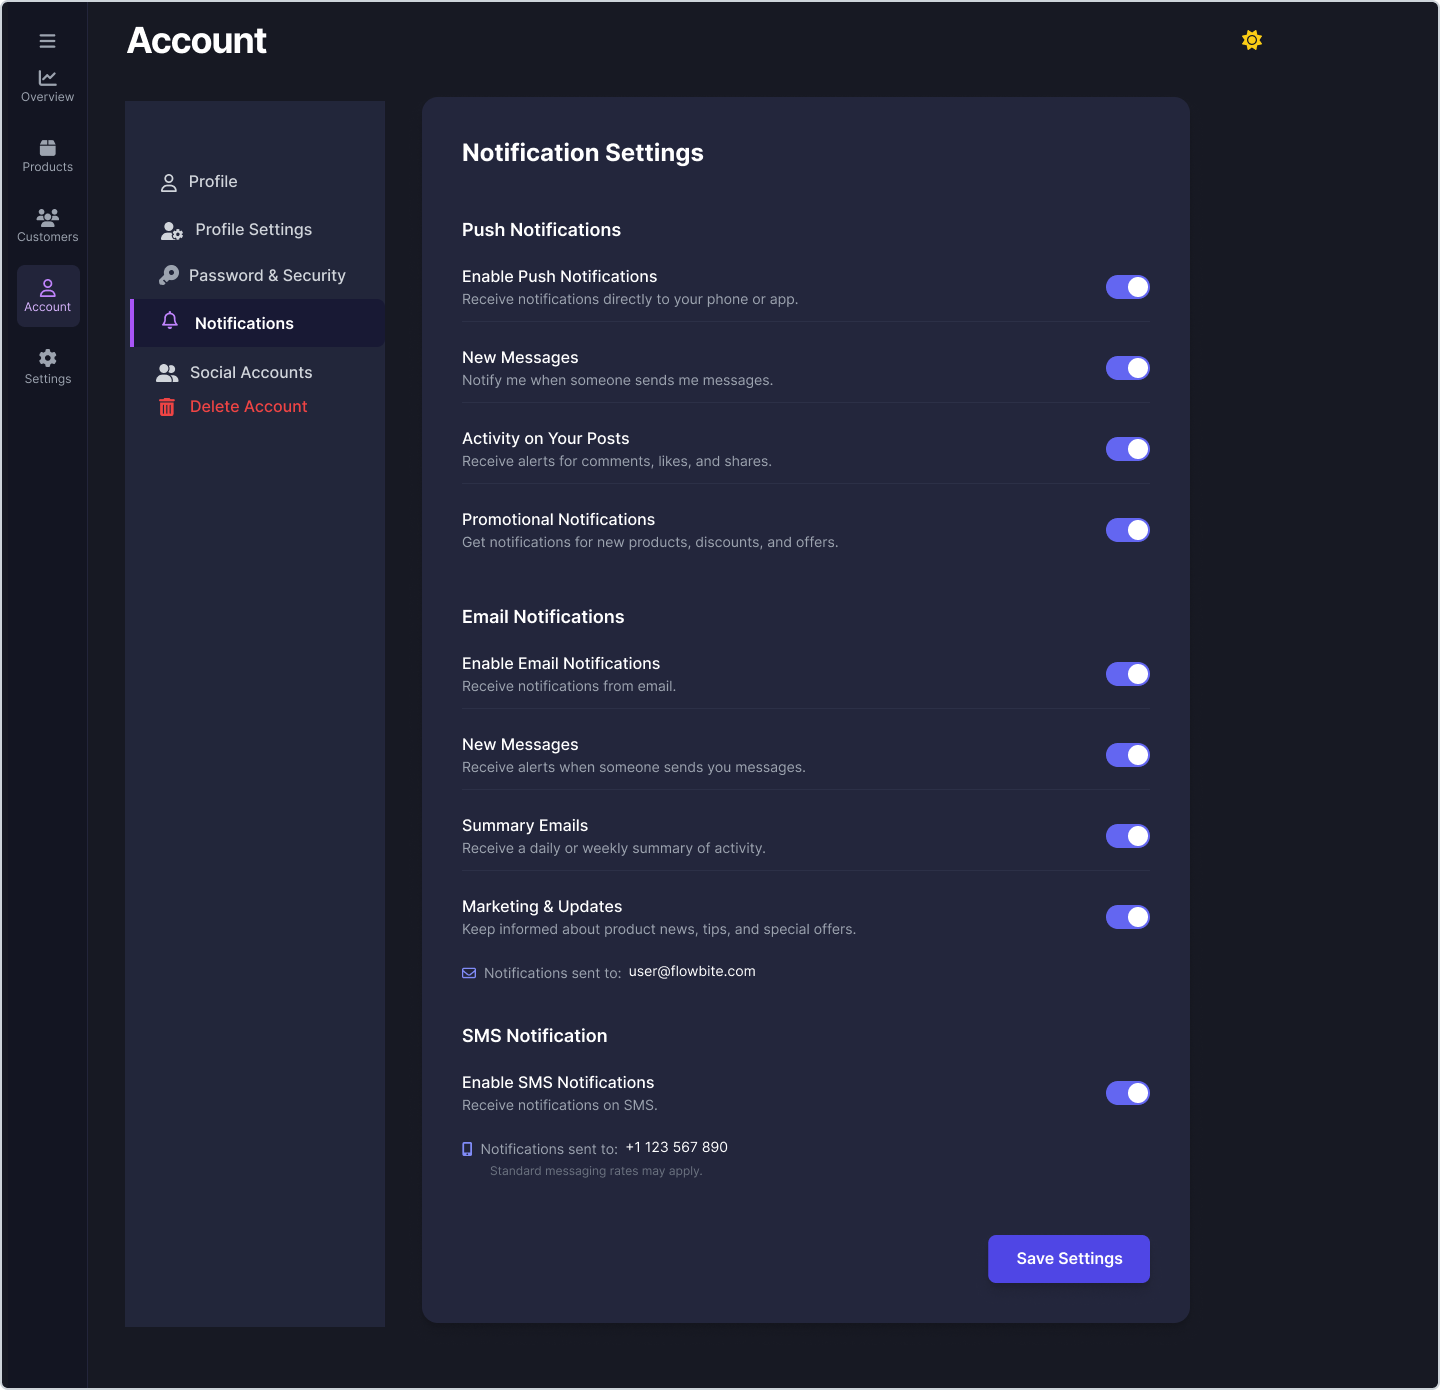 Account
Overview
Products
Customers
Account
Settings
Profile
Profile Settings
Password & Security
Notifications
Social Accounts
Delete Account
Notification Settings
Push Notifications
Enable Push Notifications
Receive notifications directly to your phone or app.
New Messages
Notify me when someone sends me messages.
Activity on Your Posts
Receive alerts for comments, likes, and shares.
Promotional Notifications
Get notifications for new products, discounts, and offers.
Email Notifications
Enable Email Notifications
Receive notifications from email.
New Messages
Receive alerts when someone sends you messages.
Summary Emails
Receive a daily or weekly summary of activity.
Marketing & Updates
Keep informed about product news, tips, and special offers.
Notifications sent to: user@flowbite.com
SMS Notification
Enable SMS Notifications
Receive notifications on SMS.
Notifications sent to: +1 123 567 890
Standard messaging rates may apply.
Save Settings